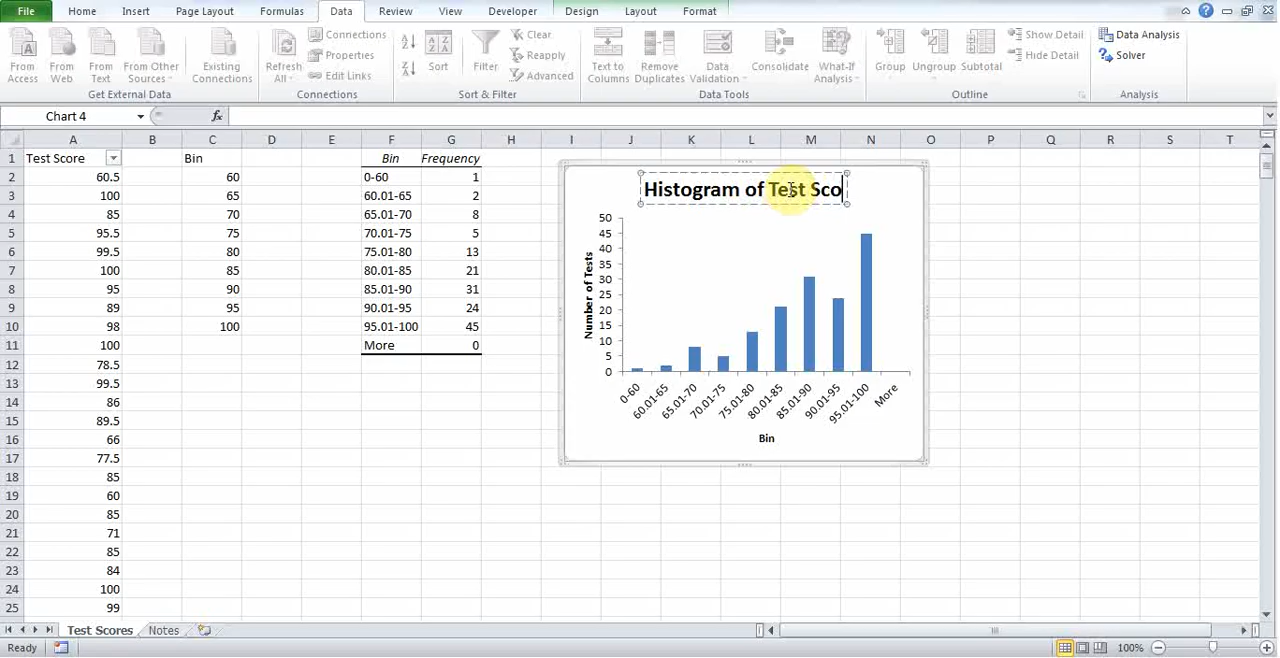 File Home Insert Page Layout Formulas Data Review View Developer Design Layout Format
From Access From Web From Text From Other Sources Existing Connections Refresh All Connections Properties Edit Links Sort Filter Clear Reapply Advanced Text to Columns Remove Duplicates Data Validation Consolidate What-If Analysis Group Ungroup Subtotal Show Detail Hide Detail Data Analysis Solver
Get External Data Connections Sort & Filter Data Tools Outline Analysis
Chart 4 fx
A B C D E F G H I J K L M N O P Q R S T
1 Test Score Bin Bin Frequency
2 60.5 60 0-60 1
3 100 65 60.01-65 2
4 85 70 65.01-70 8
5 95.5 75 70.01-75 5
6 99.5 80 75.01-80 13
7 100 85 80.01-85 21
8 95 90 85.01-90 31
9 89 95 90.01-95 24
10 98 100 95.01-100 45
11 100 More 0
12 78.5
13 99.5
14 86
15 89.5
16 66
17 77.5
18 85
19 60
20 85
21 71
22 85
23 84
24 100
25 99
Histogram of Test Sco
Number of Tests
50
45
40
35
30
25
20
15
10
5
0
0-60 60.01-65 65.01-70 70.01-75 75.01-80 80.01-85 85.01-90 90.01-95 95.01-100 More
Bin
Test Scores Notes
Ready 100%